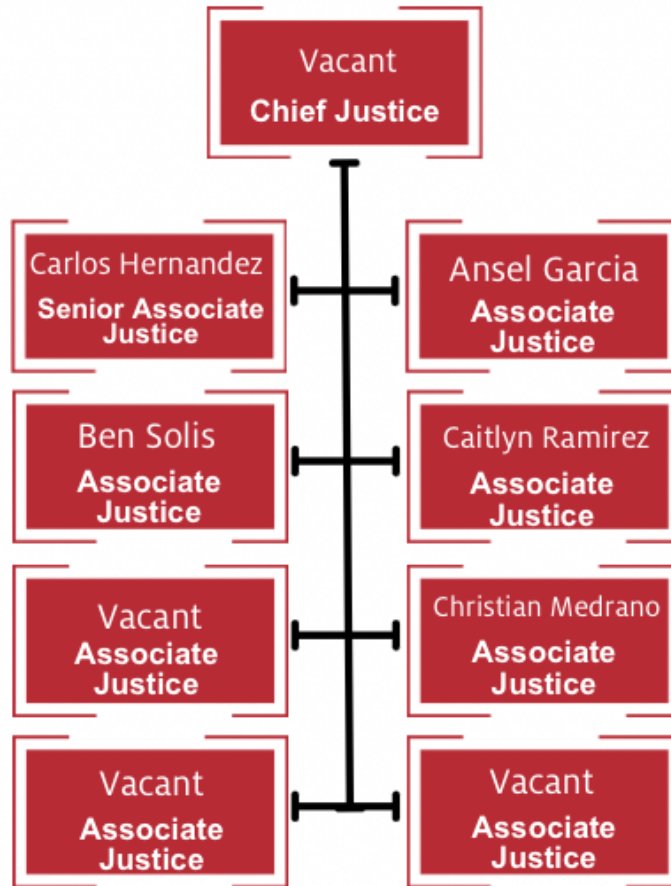 Vacant
Chief Justice
Carlos Hernandez
Senior Associate
Justice
Ansel Garcia
Associate
Justice
Ben Solis
Associate
Justice
Caitlyn Ramirez
Associate
Justice
Vacant
Associate
Justice
Christian Medrano
Associate
Justice
Vacant
Associate
Justice
Vacant
Associate
Justice